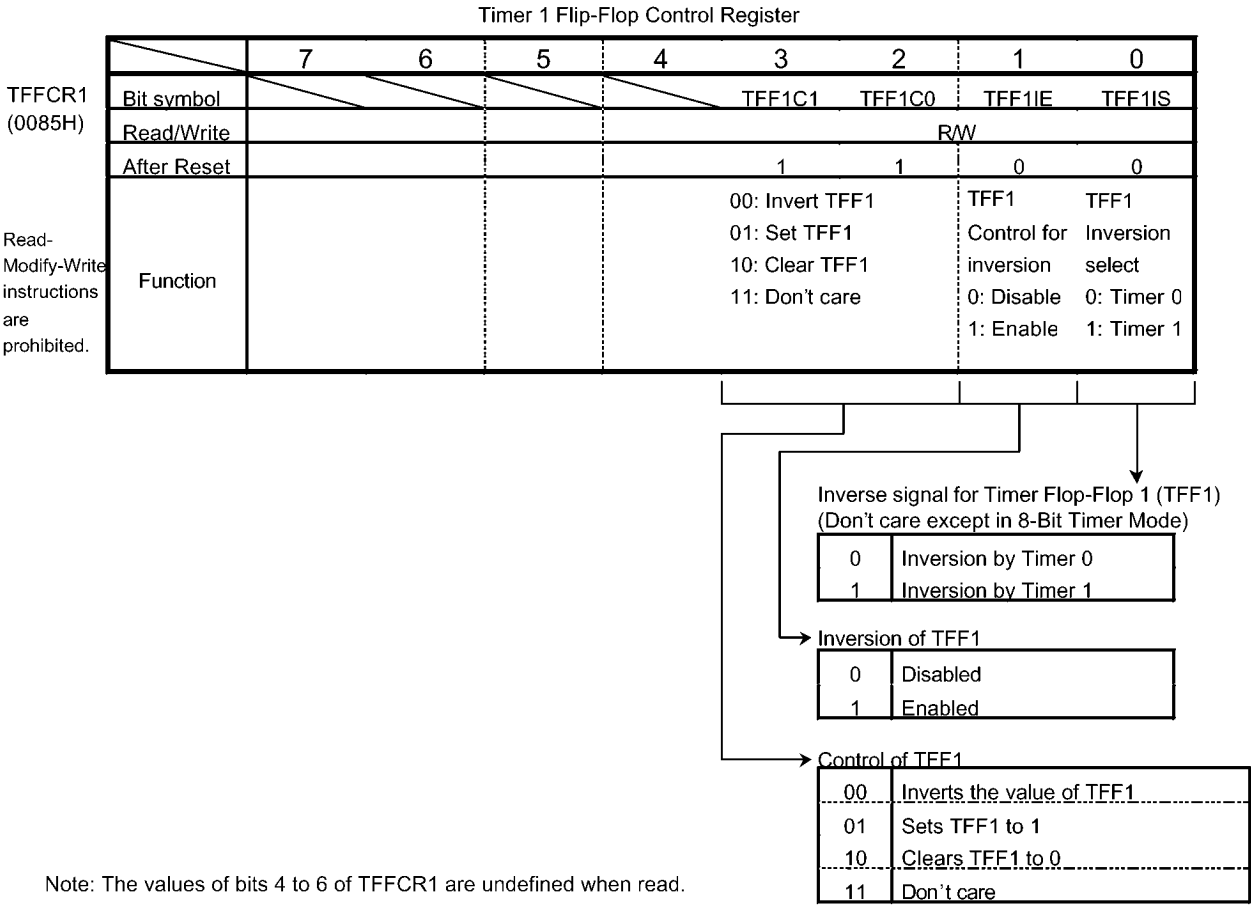 Timer 1 Flip-Flop Control Register
7 6 5 4 3 2 1 0
TFFCR1
(0085H)
Bit symbol TFF1C1 TFF1C0 TFF1IE TFF1IS
Read/Write R/W
After Reset 1 1 0 0
Read-
Modify-Write
instructions
are
prohibited.
Function
00: Invert TFF1
01: Set TFF1
10: Clear TFF1
11: Don't care
TFF1
Control for
inversion
0: Disable
1: Enable
TFF1
Inversion
select
0: Timer 0
1: Timer 1
Inverse signal for Timer Flop-Flop 1 (TFF1)
(Don't care except in 8-Bit Timer Mode)
0 Inversion by Timer 0
1 Inversion by Timer 1
Inversion of TFF1
0 Disabled
1 Enabled
Control of TFF1
00 Inverts the value of TFF1
01 Sets TFF1 to 1
10 Clears TFF1 to 0
11 Don't care
Note: The values of bits 4 to 6 of TFFCR1 are undefined when read.